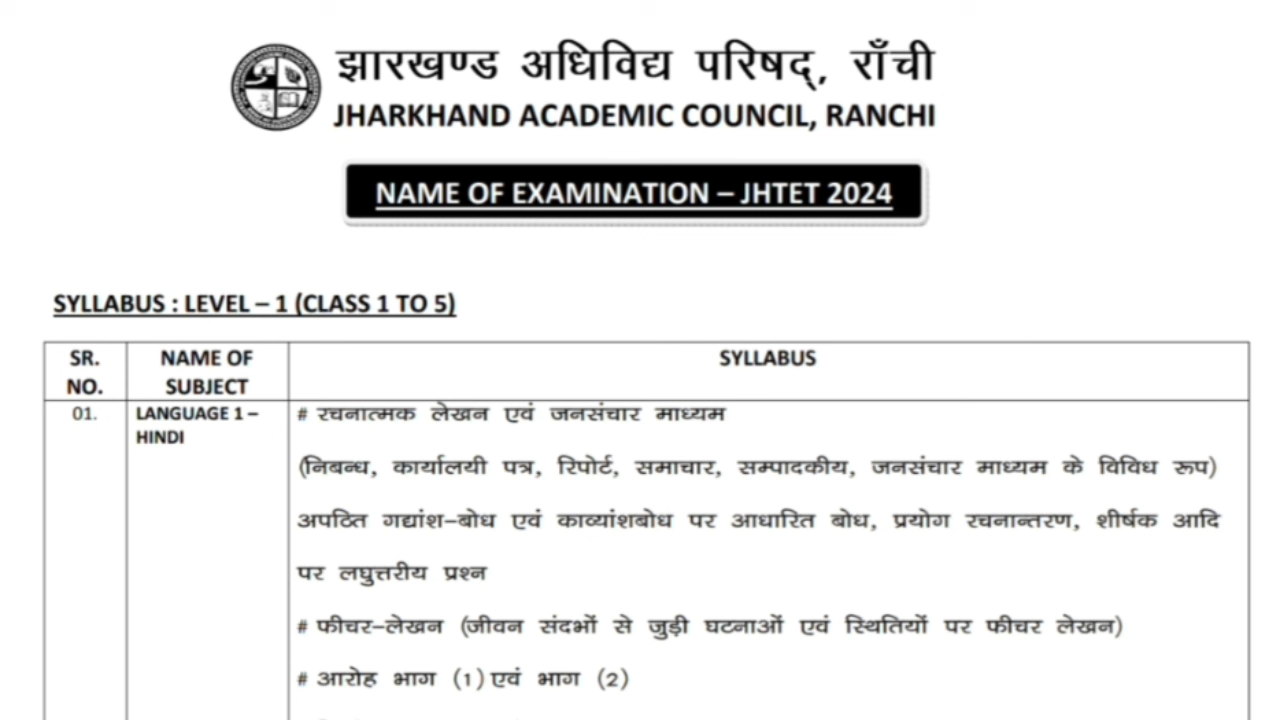 झारखण्ड अधिविद्य परिषद्, राँची
JHARKHAND ACADEMIC COUNCIL, RANCHI
NAME OF EXAMINATION – JHTET 2024
SYLLABUS : LEVEL – 1 (CLASS 1 TO 5)
SR. NO.
NAME OF SUBJECT
SYLLABUS
01.
LANGUAGE 1 –
HINDI
# रचनात्मक लेखन एवं जनसंचार माध्यम
(निबन्ध, कार्यालयी पत्र, रिपोर्ट, समाचार, सम्पादकीय, जनसंचार माध्यम के विविध रूप)
अपठित गद्यांश–बोध एवं काव्यांशबोध पर आधारित बोध, प्रयोग रचनान्तरण, शीर्षक आदि
पर लघुत्तरीय प्रश्न
# फीचर–लेखन (जीवन संदर्भो से जुड़ी घटनाओं एवं स्थितियों पर फीचर लेखन)
# आरोह भाग (1) एवं भाग (2)